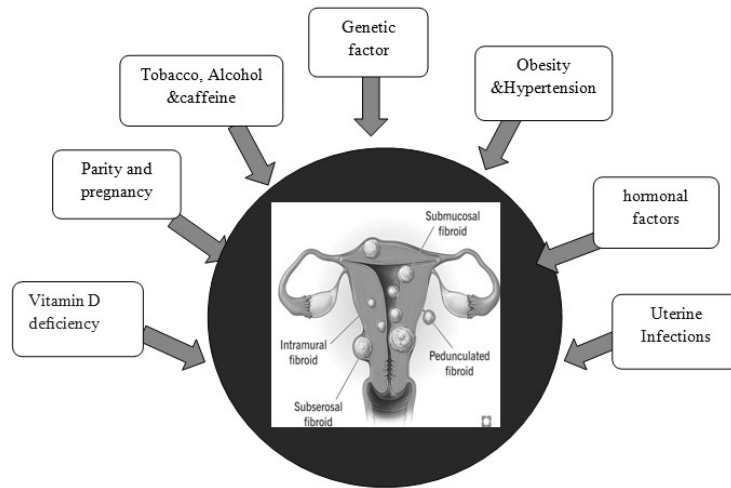 Genetic
factor
Tobacco, Alcohol
&caffeine
Obesity
&Hypertension
Parity and
pregnancy
hormonal
factors
Vitamin D
deficiency
Uterine
Infections
Submucosal
fibroid
Intramural
fibroid
Pedunculated
fibroid
Subserosal
fibroid